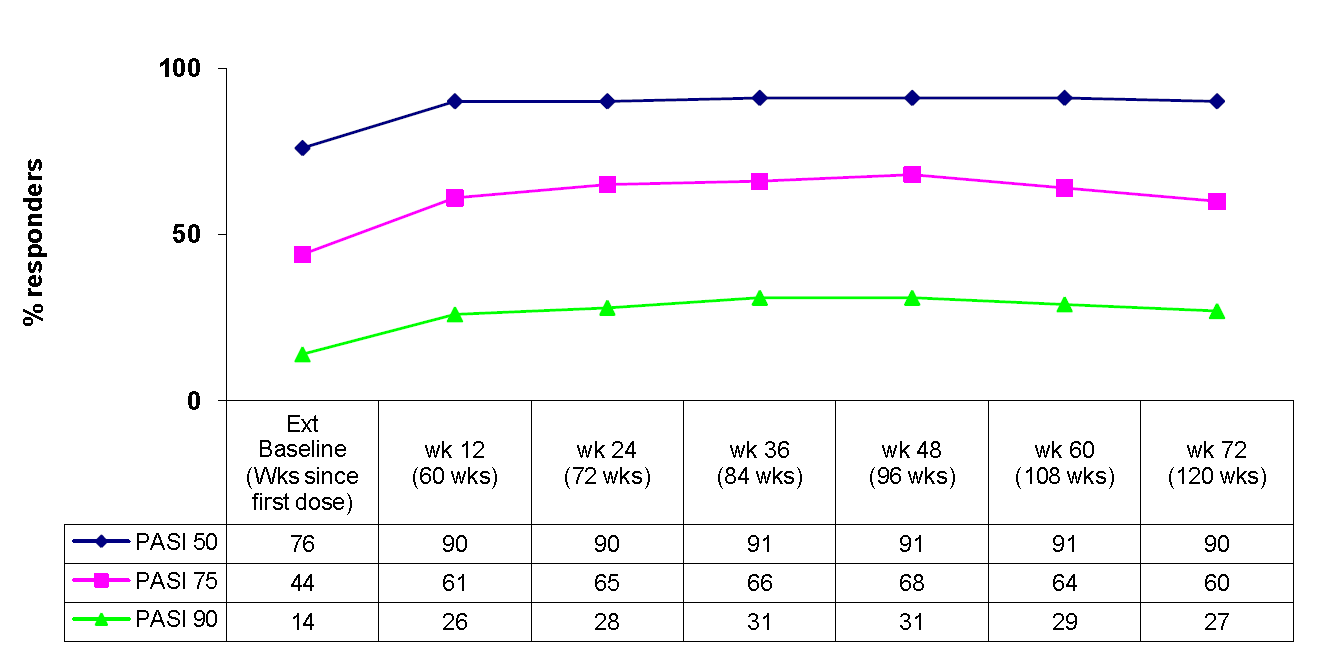 100
50
0
% responders
Ext
Baseline
(Wks since
first dose)
wk 12
(60 wks)
wk 24
(72 wks)
wk 36
(84 wks)
wk 48
(96 wks)
wk 60
(108 wks)
wk 72
(120 wks)
PASI 50 76 90 90 91 91 91 90
PASI 75 44 61 65 66 68 64 60
PASI 90 14 26 28 31 31 29 27